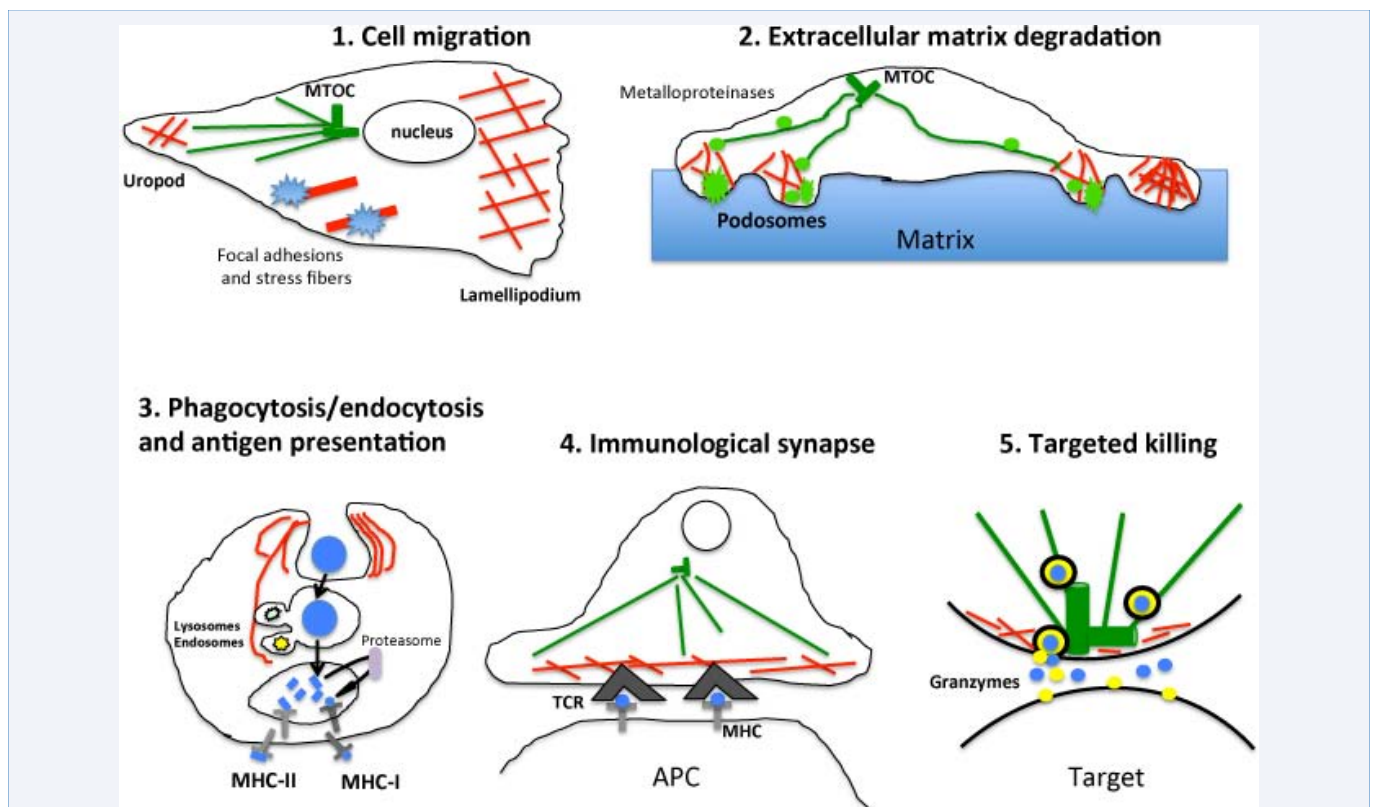 1. Cell migration
MTOC
nucleus
Uropod
Focal adhesions
and stress fibers
Lamellipodium
2. Extracellular matrix degradation
MTOC
Metalloproteinases
Podosomes
Matrix
3. Phagocytosis/endocytosis
and antigen presentation
Lysosomes
Endosomes
Proteasome
MHC-II
MHC-I
4. Immunological synapse
TCR
MHC
APC
5. Targeted killing
Granzymes
Target